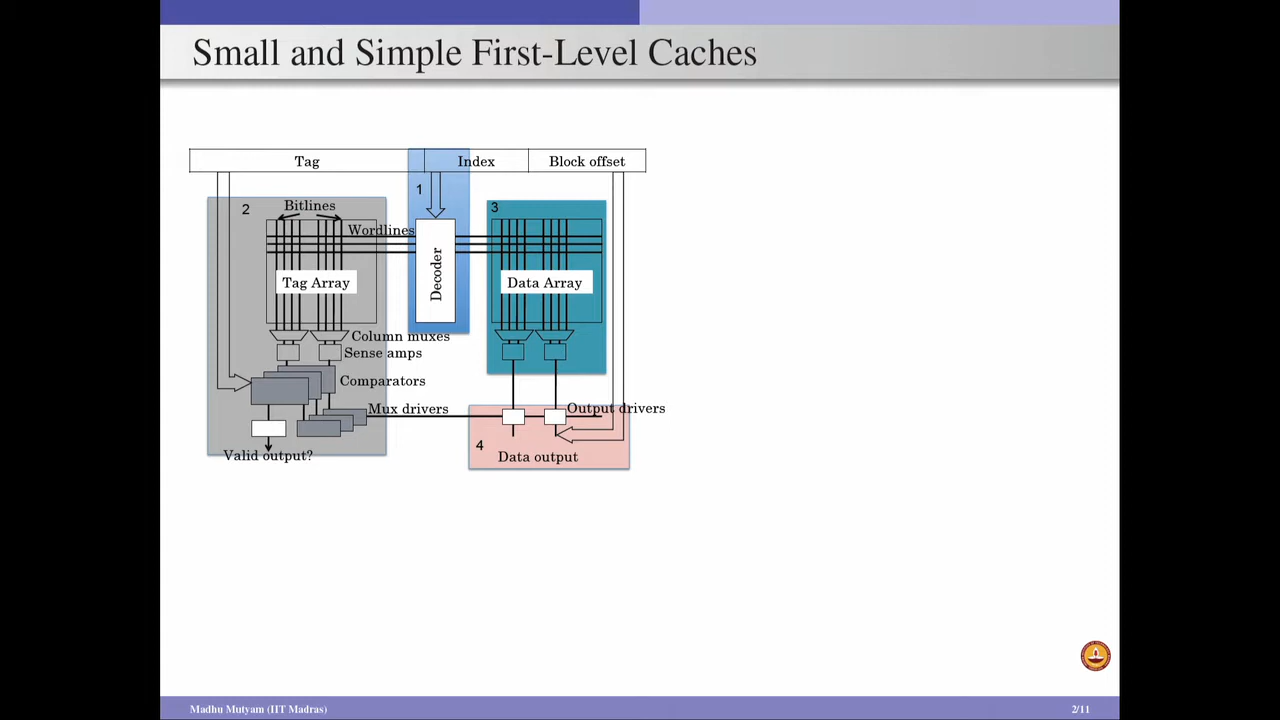 Small and Simple First-Level Caches
Tag
Index
Block offset
1
2
Bitlines
3
Wordlines
Decoder
Tag Array
Data Array
Column muxes
Sense amps
Comparators
Mux drivers
Output drivers
4
Valid output?
Data output
Madhu Mutyam (IIT Madras)
2/11